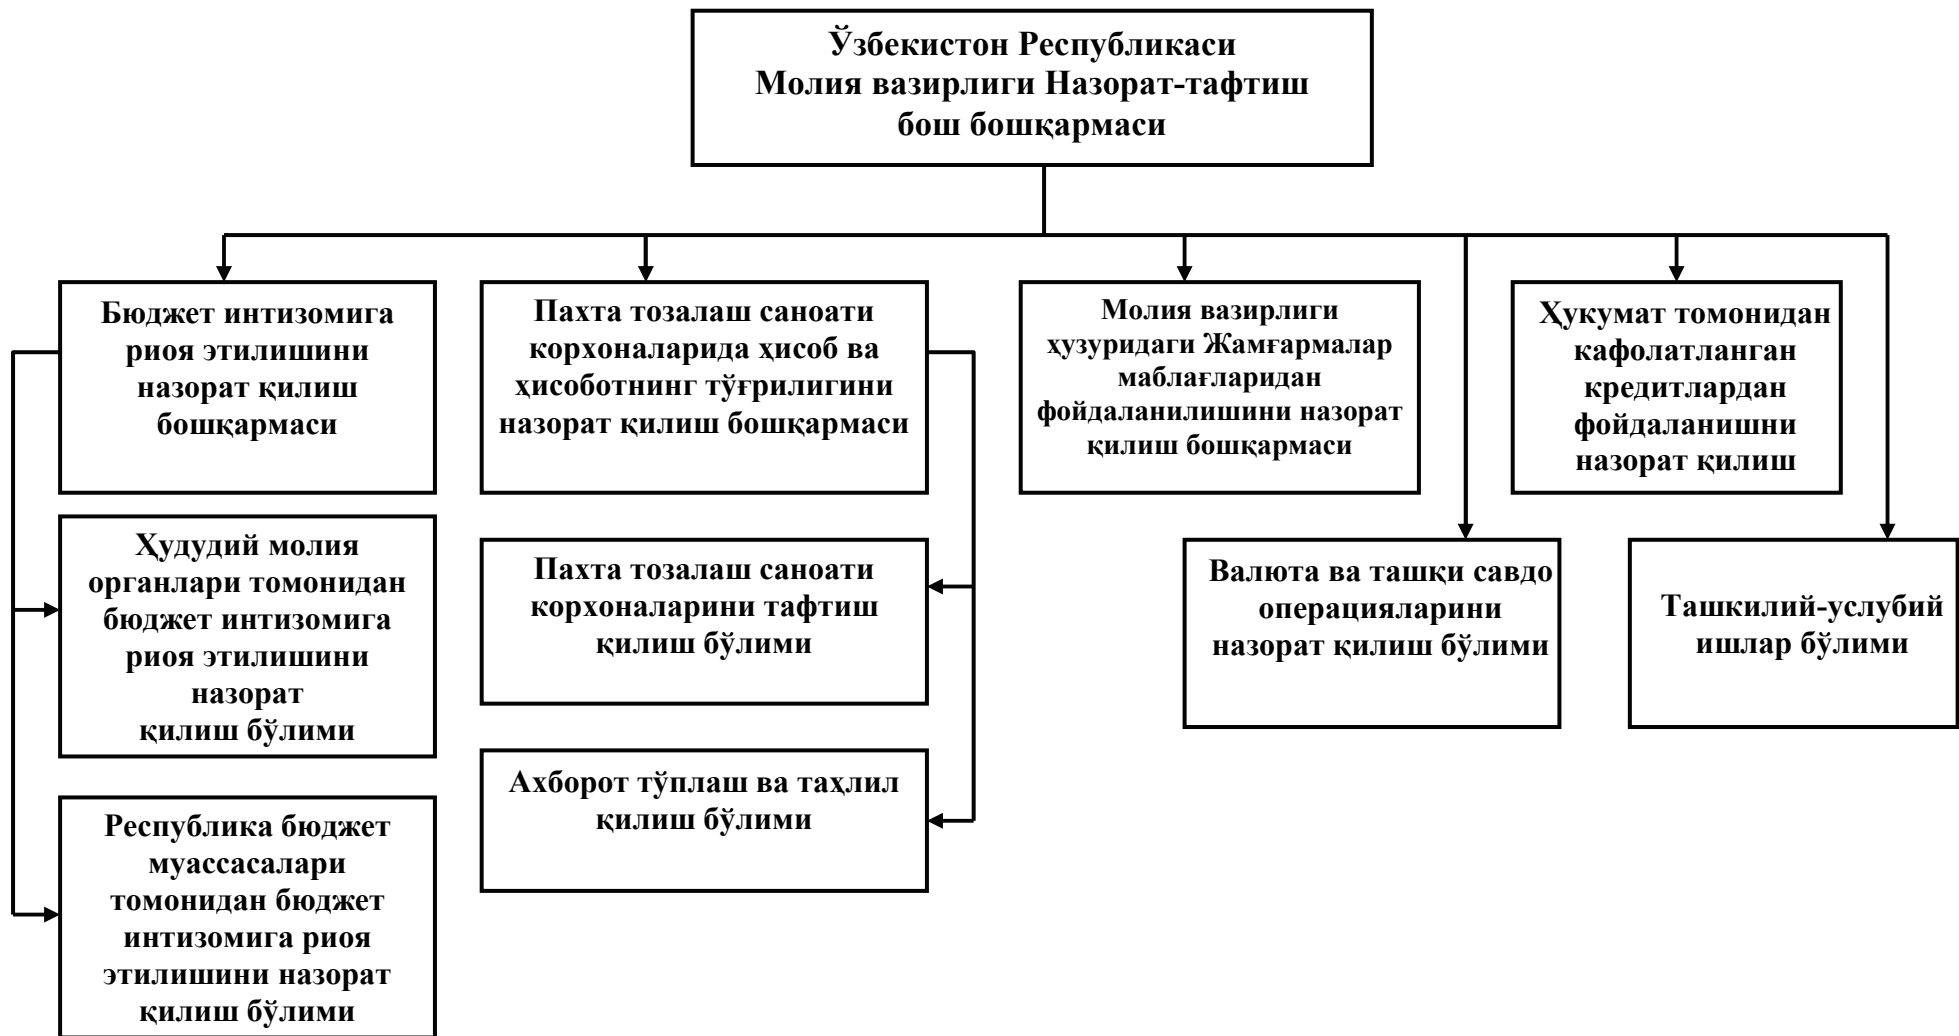 Ўзбекистон Республикаси
Молия вазирлиги Назорат-тафтиш
бош бошқармаси
Бюджет интизомига
риоя этилишини
назорат қилиш
бошқармаси
Пахта тозалаш саноати
корхоналарида ҳисоб ва
ҳисоботнинг тўғрилигини
назорат қилиш бошқармаси
Молия вазирлиги
ҳузуридаги Жамғармалар
маблағларидан
фойдаланилишини назорат
қилиш бошқармаси
Ҳукумат томонидан
кафолатланган
кредитлардан
фойдаланишни
назорат қилиш
Ҳудудий молия
органлари томонидан
бюджет интизомига
риоя этилишини
назорат
қилиш бўлими
Пахта тозалаш саноати
корхоналарини тафтиш
қилиш бўлими
Валюта ва ташқи савдо
операцияларини
назорат қилиш бўлими
Ташкилий-услубий
ишлар бўлими
Ахборот тўплаш ва таҳлил
қилиш бўлими
Республика бюджет
муассасалари
томонидан бюджет
интизомига риоя
этилишини назорат
қилиш бўлими